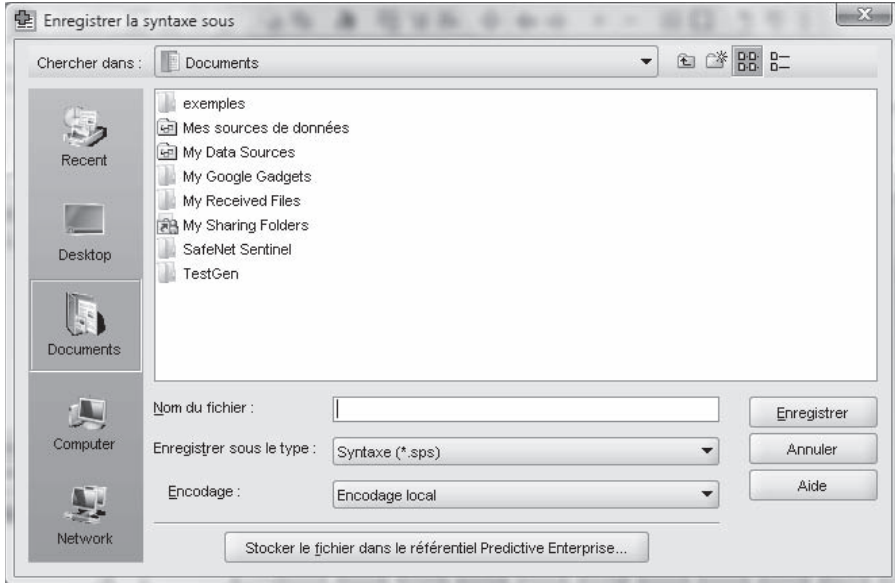 Enregistrer la syntaxe sous
Chercher dans :
Documents
Recent
Desktop
Documents
Computer
Network
exemples
Mes sources de données
My Data Sources
My Google Gadgets
My Received Files
My Sharing Folders
SafeNet Sentinel
TestGen
Nom du fichier :
Enregistrer
Enregistrer sous le type :
Syntaxe (*.sps)
Annuler
Encodage :
Encodage local
Aide
Stocker le fichier dans le référentiel Predictive Enterprise...